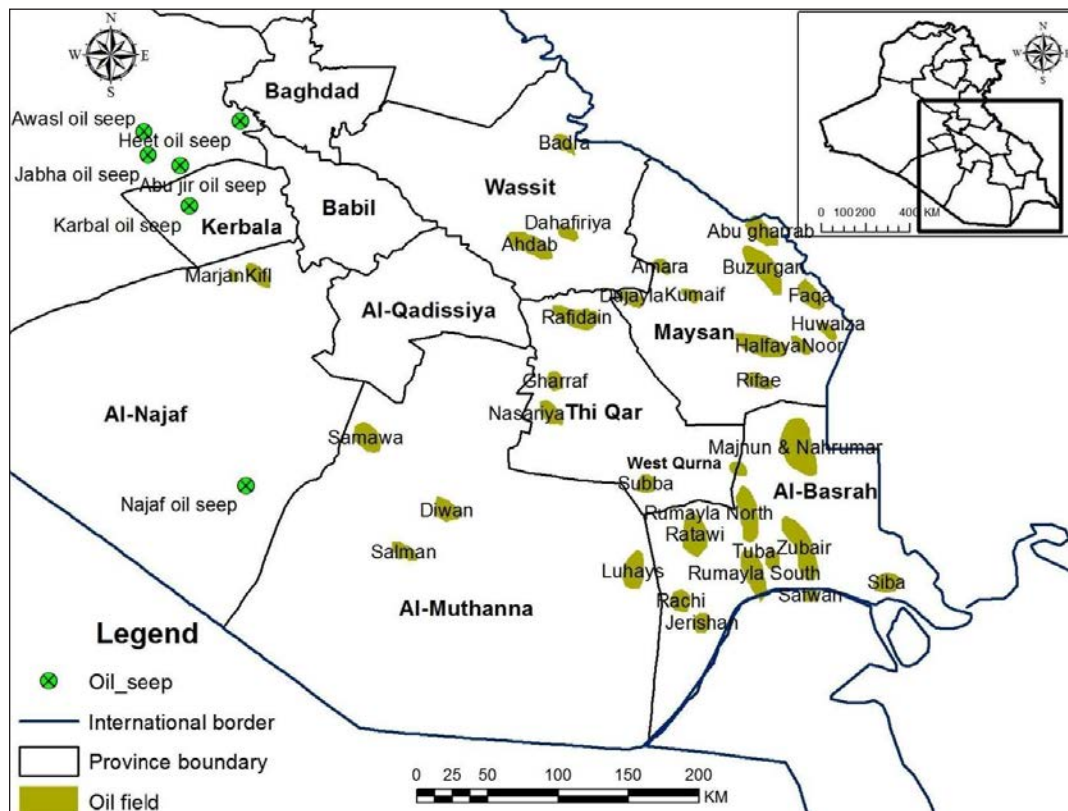 N
W E
S
Baghdad
Awasl oil seep
Heet oil seep
Jabha oil seep
Abu jir oil seep
Karbal oil seep
Kerbala
Babil
Wassit
Badra
Dahafiriya
Ahdab
N
W E
S
0 100 200 400 KM
Abu gharrab
Buzurgan
Amara
Faqa
Dujayla
Kumaif
Huwaiza
Maysan
Halfaya
Noor
Rifae
Marjan
Kifl
Al-Qadissiya
Rafidain
Gharraf
Nasariya
Thi Qar
Al-Najaf
Samawa
Najaf oil seep
Diwan
Salman
Al-Muthanna
Majnun & Nahrumar
West Qurna
Subba
Al-Basrah
Rumayla North
Ratawi
Tuba
Zubair
Luhays
Rumayla South
Siba
Safwan
Rachi
Jerishan
Legend
Oil_seep
International border
Province boundary
Oil field
0 25 50 100 150 200
KM